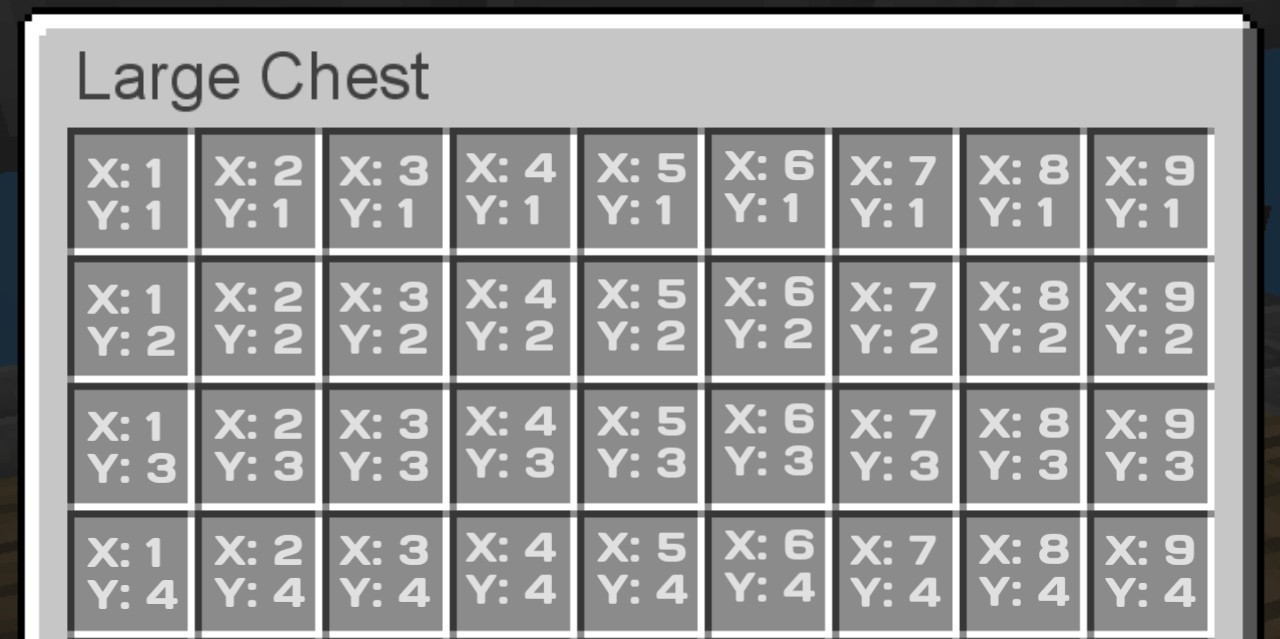 Large Chest
X: 1 X: 2 X: 3 X: 4 X: 5 X: 6 X: 7 X: 8 X: 9
Y: 1 Y: 1 Y: 1 Y: 1 Y: 1 Y: 1 Y: 1 Y: 1 Y: 1
X: 1 X: 2 X: 3 X: 4 X: 5 X: 6 X: 7 X: 8 X: 9
Y: 2 Y: 2 Y: 2 Y: 2 Y: 2 Y: 2 Y: 2 Y: 2 Y: 2
X: 1 X: 2 X: 3 X: 4 X: 5 X: 6 X: 7 X: 8 X: 9
Y: 3 Y: 3 Y: 3 Y: 3 Y: 3 Y: 3 Y: 3 Y: 3 Y: 3
X: 1 X: 2 X: 3 X: 4 X: 5 X: 6 X: 7 X: 8 X: 9
Y: 4 Y: 4 Y: 4 Y: 4 Y: 4 Y: 4 Y: 4 Y: 4 Y: 4